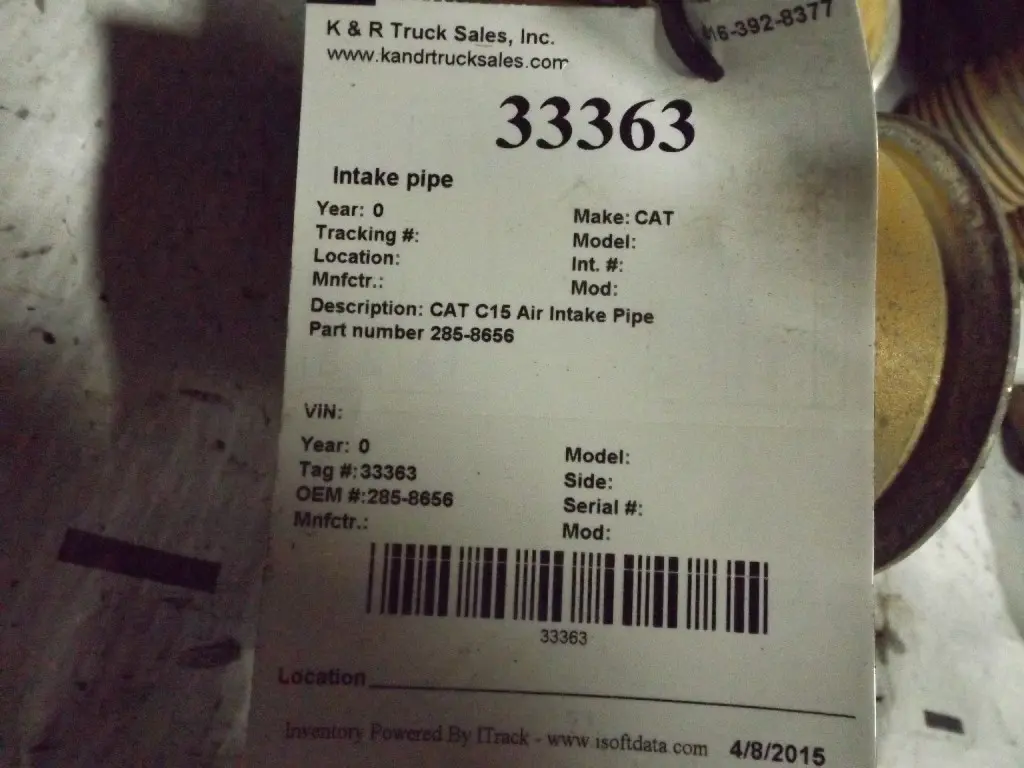 K & R Truck Sales, Inc.
16-392-8377
www.kandrtrucksales.com
33363
Intake pipe
Year: 0 Make: CAT
Tracking #: Model:
Location: Int. #:
Mnfctr.: Mod:
Description: CAT C15 Air Intake Pipe
Part number 285-8656
VIN:
Year: 0 Model:
Tag #:33363 Side:
OEM #:285-8656 Serial #:
Mnfctr.: Mod:
33363
Location
Inventory Powered By ITrack - www.isoftdata.com 4/8/2015